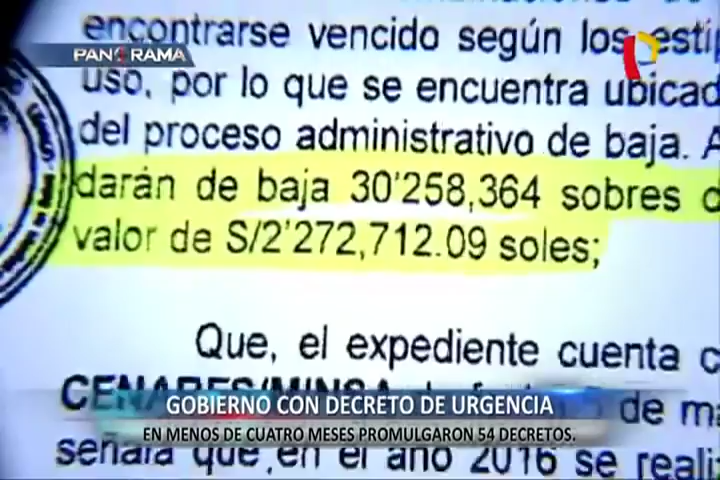 encontrarse vencido según los
PANORAMA
uso, por lo que se encuentra
del proceso administrativo de baja.
darán de baja 30'258,364 sobres
valor de S/2'272,712.09 soles;
Que, el expediente cuenta
CENARES/MINSA
GOBIERNO CON DECRETO DE URGENCIA
de
EN MENOS DE CUATRO MESES PROMULGARON 54 DECRETOS.
señala que, en el año 2016 se